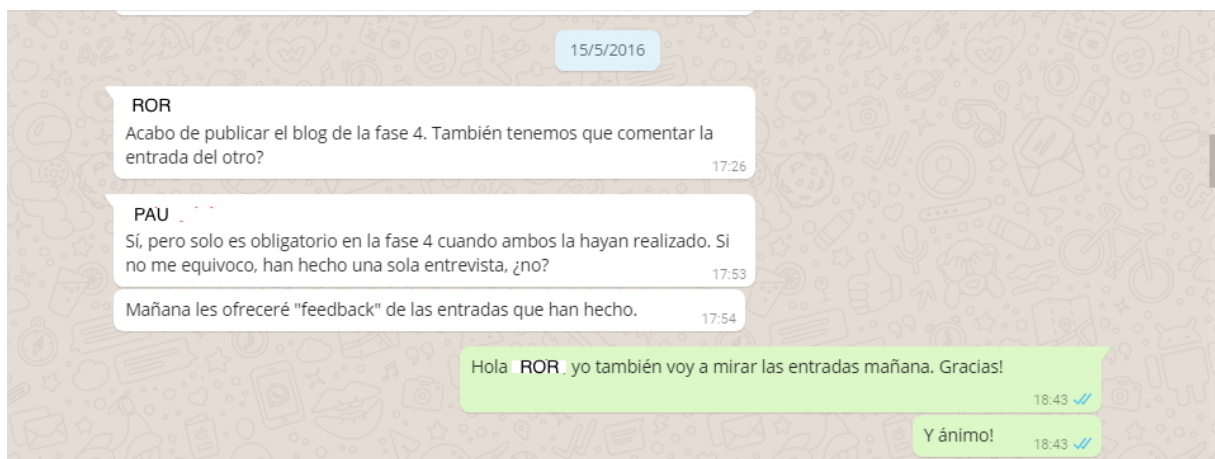 15/5/2016
ROR
Acabo de publicar el blog de la fase 4. También tenemos que comentar la
entrada del otro?
17:26
PAU
Sí, pero solo es obligatorio en la fase 4 cuando ambos la hayan realizado. Si
no me equivoco, han hecho una sola entrevista, ¿no?
17:53
Mañana les ofreceré "feedback" de las entradas que han hecho.
17:54
Hola ROR yo también voy a mirar las entradas mañana. Gracias!
18:43
Y ánimo!
18:43